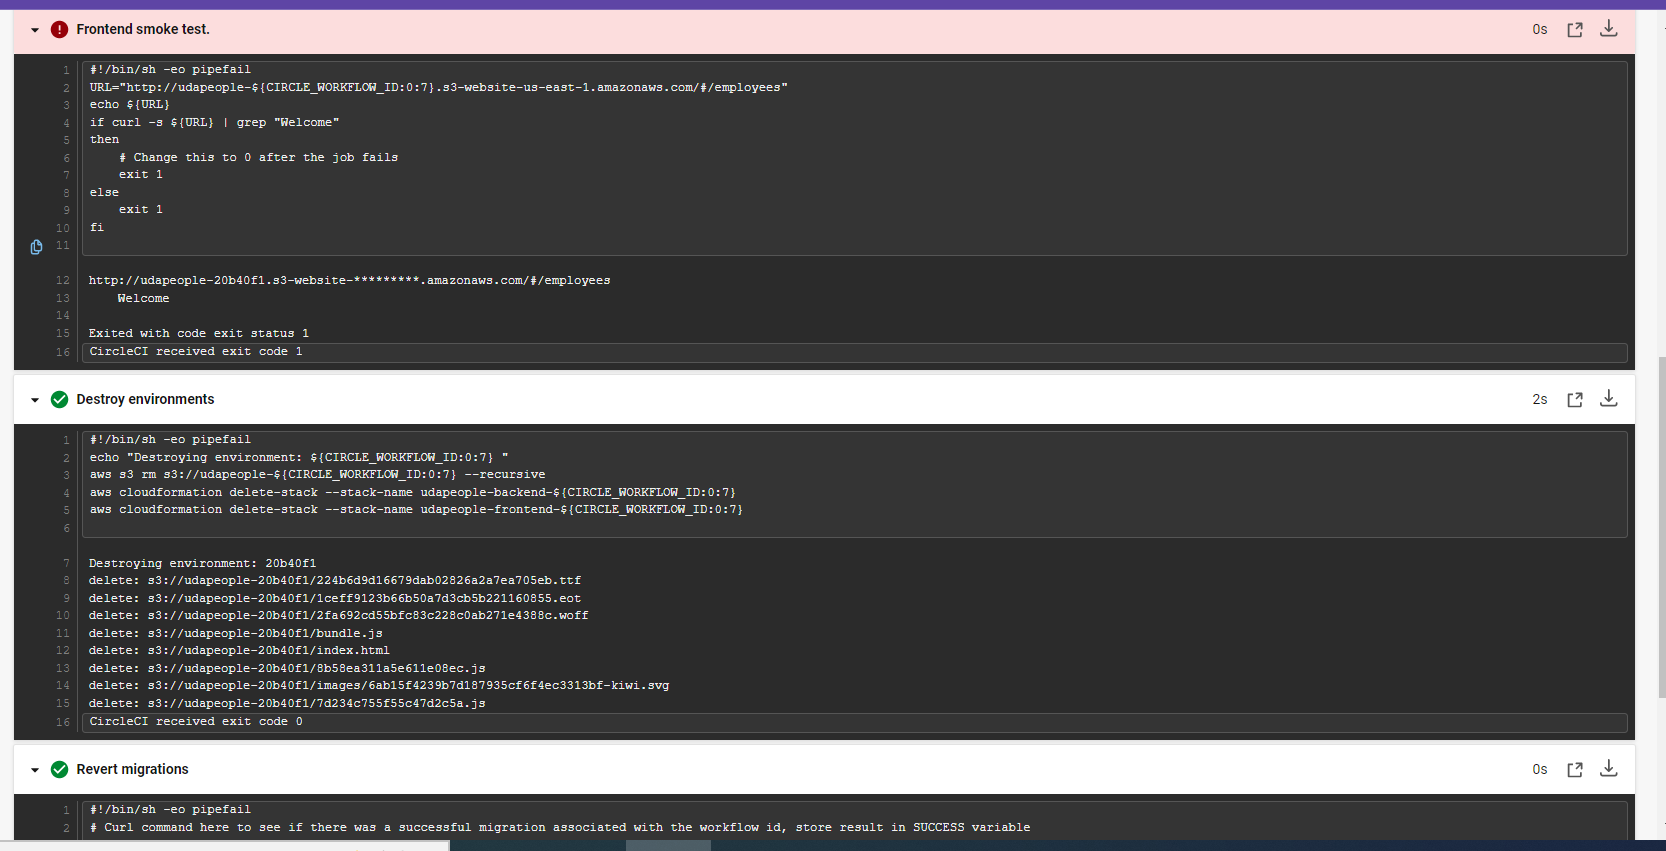 Frontend smoke test.
0s
1 #!/bin/sh -eo pipefail
2 URL="http://udapeople-${CIRCLE_WORKFLOW_ID:0:7}.s3-website-us-east-1.amazonaws.com/#/employees"
3 echo ${URL}
4 if curl -s ${URL} | grep "Welcome"
5 then
6 # Change this to 0 after the job fails
7 exit 1
8 else
9 exit 1
10 fi
11
12 http://udapeople-20b40f1.s3-website-*********.amazonaws.com/#/employees
13 Welcome
14
15 Exited with code exit status 1
16 CircleCI received exit code 1
Destroy environments
2s
1 #!/bin/sh -eo pipefail
2 echo "Destroying environment: ${CIRCLE_WORKFLOW_ID:0:7} "
3 aws s3 rm s3://udapeople-${CIRCLE_WORKFLOW_ID:0:7} --recursive
4 aws cloudformation delete-stack --stack-name udapeople-backend-${CIRCLE_WORKFLOW_ID:0:7}
5 aws cloudformation delete-stack --stack-name udapeople-frontend-${CIRCLE_WORKFLOW_ID:0:7}
6
7 Destroying environment: 20b40f1
8 delete: s3://udapeople-20b40f1/224b6d9d16679dab02826a2a7ea705eb.ttf
9 delete: s3://udapeople-20b40f1/1ceff9123b66b50a7d3cb5b221160855.eot
10 delete: s3://udapeople-20b40f1/2fa692cd55bfc83c228c0ab271e4388c.woff
11 delete: s3://udapeople-20b40f1/bundle.js
12 delete: s3://udapeople-20b40f1/index.html
13 delete: s3://udapeople-20b40f1/8b58ea311a5e611e08ec.js
14 delete: s3://udapeople-20b40f1/images/6ab15f4239b7d187935cf6f4ec3313bf-kiwi.svg
15 delete: s3://udapeople-20b40f1/7d234c755f55c47d2c5a.js
16 CircleCI received exit code 0
Revert migrations
0s
1 #!/bin/sh -eo pipefail
2 # Curl command here to see if there was a successful migration associated with the workflow id, store result in SUCCESS variable